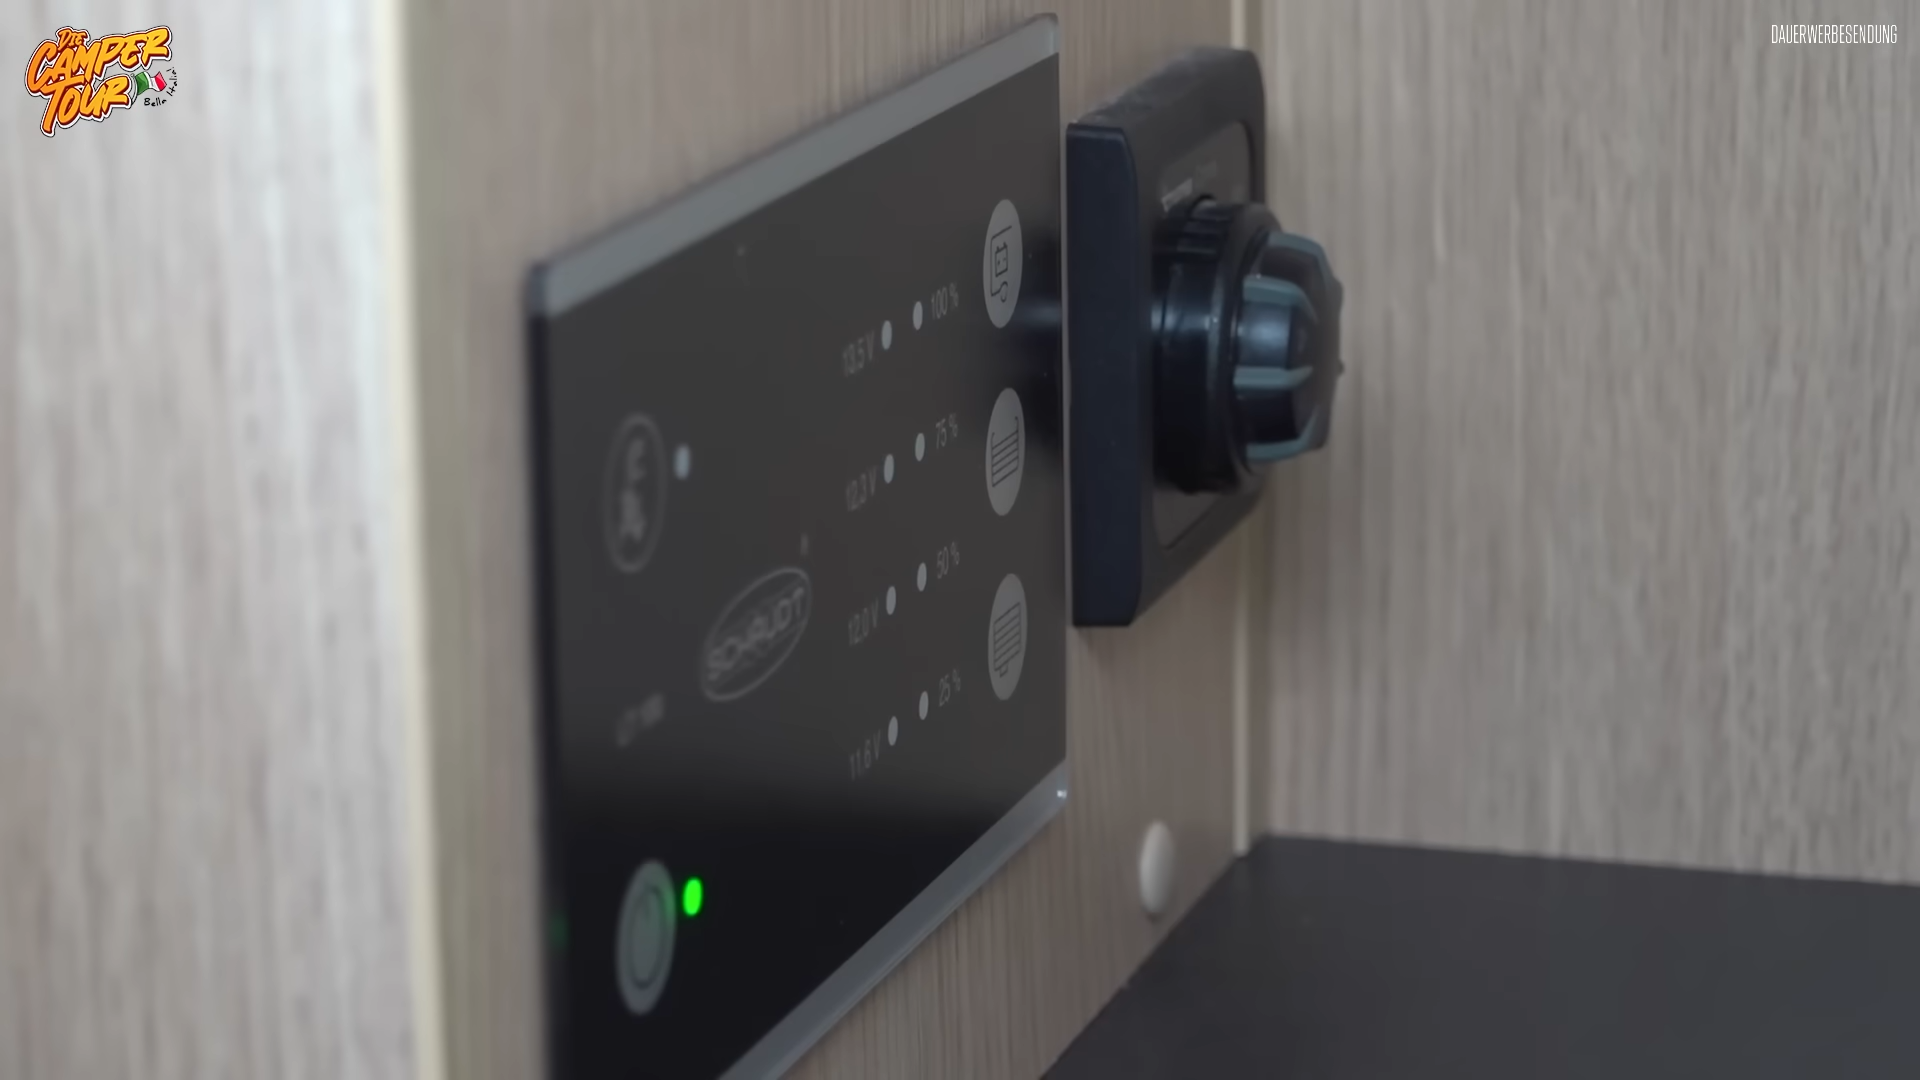 DIE
CAMPER
TOUR
Bella Italia!
DAUERWERBESENDUNG
13.5 V
100 %
12.3 V
75 %
12.0 V
50 %
11.6 V
25 %
SCHAUDT